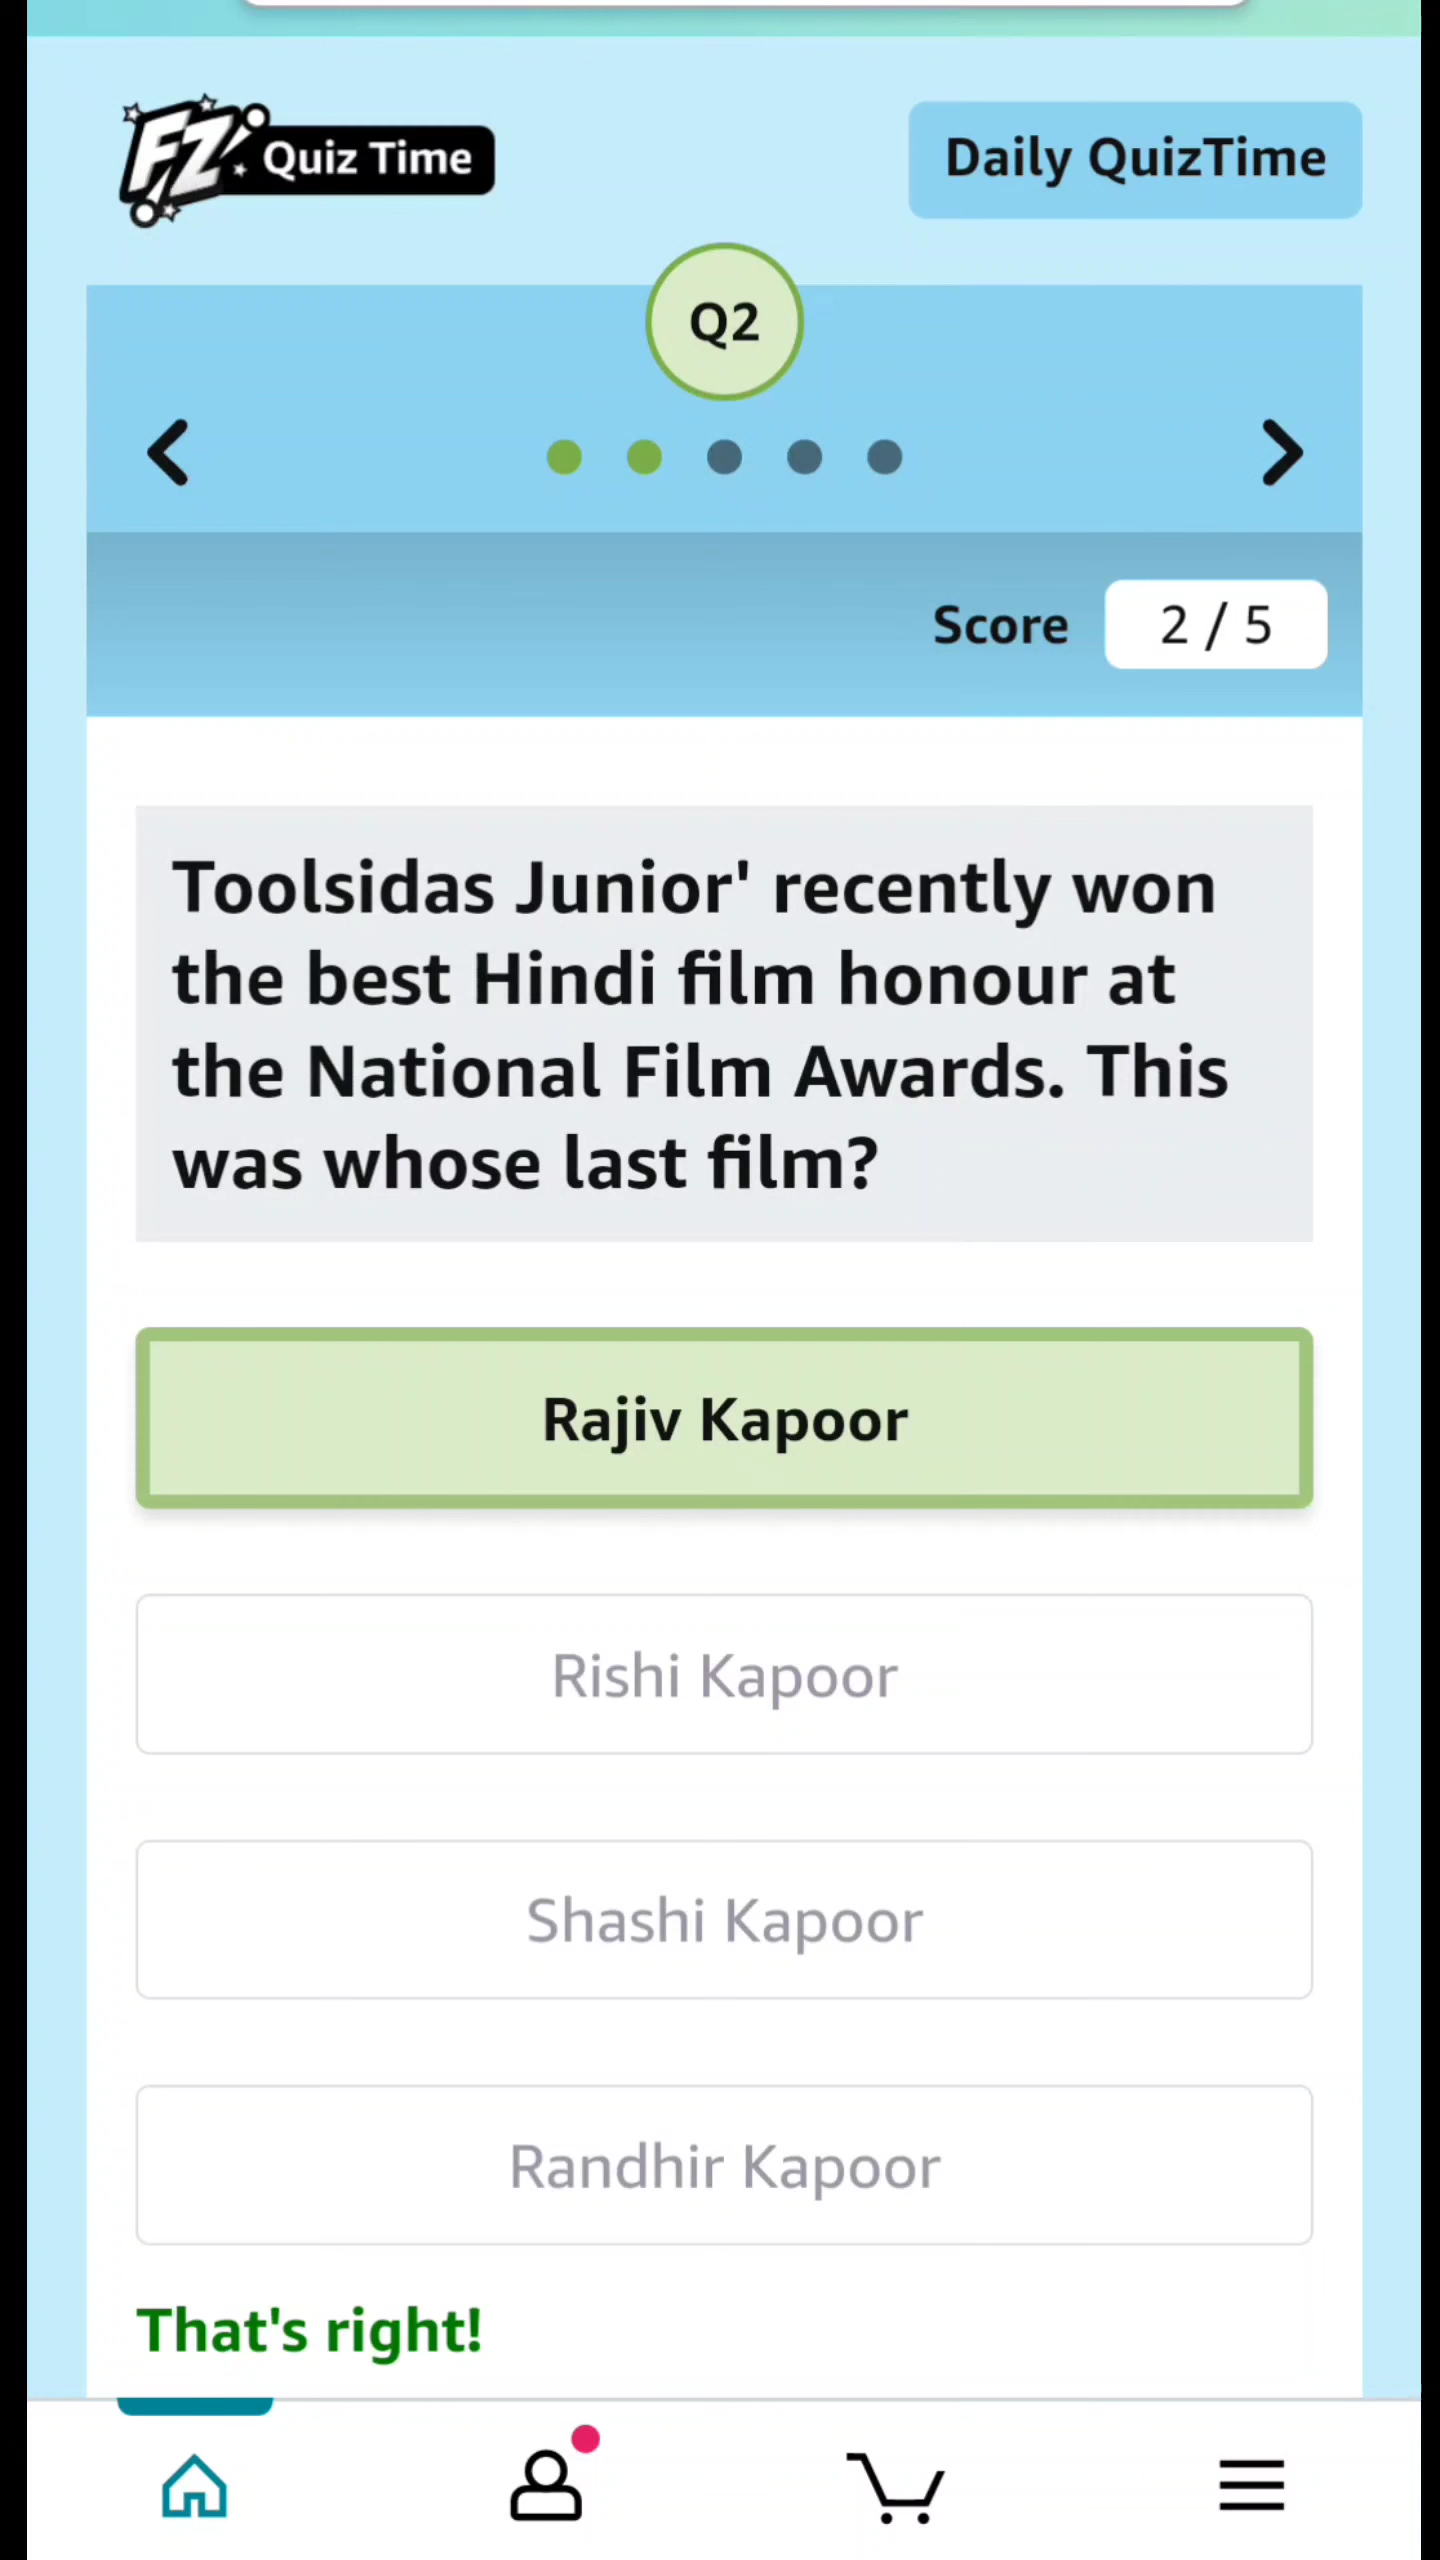 FZ Quiz Time
Daily QuizTime
Q2
Score 2 / 5
Toolsidas Junior' recently won
the best Hindi film honour at
the National Film Awards. This
was whose last film?
Rajiv Kapoor
Rishi Kapoor
Shashi Kapoor
Randhir Kapoor
That's right!